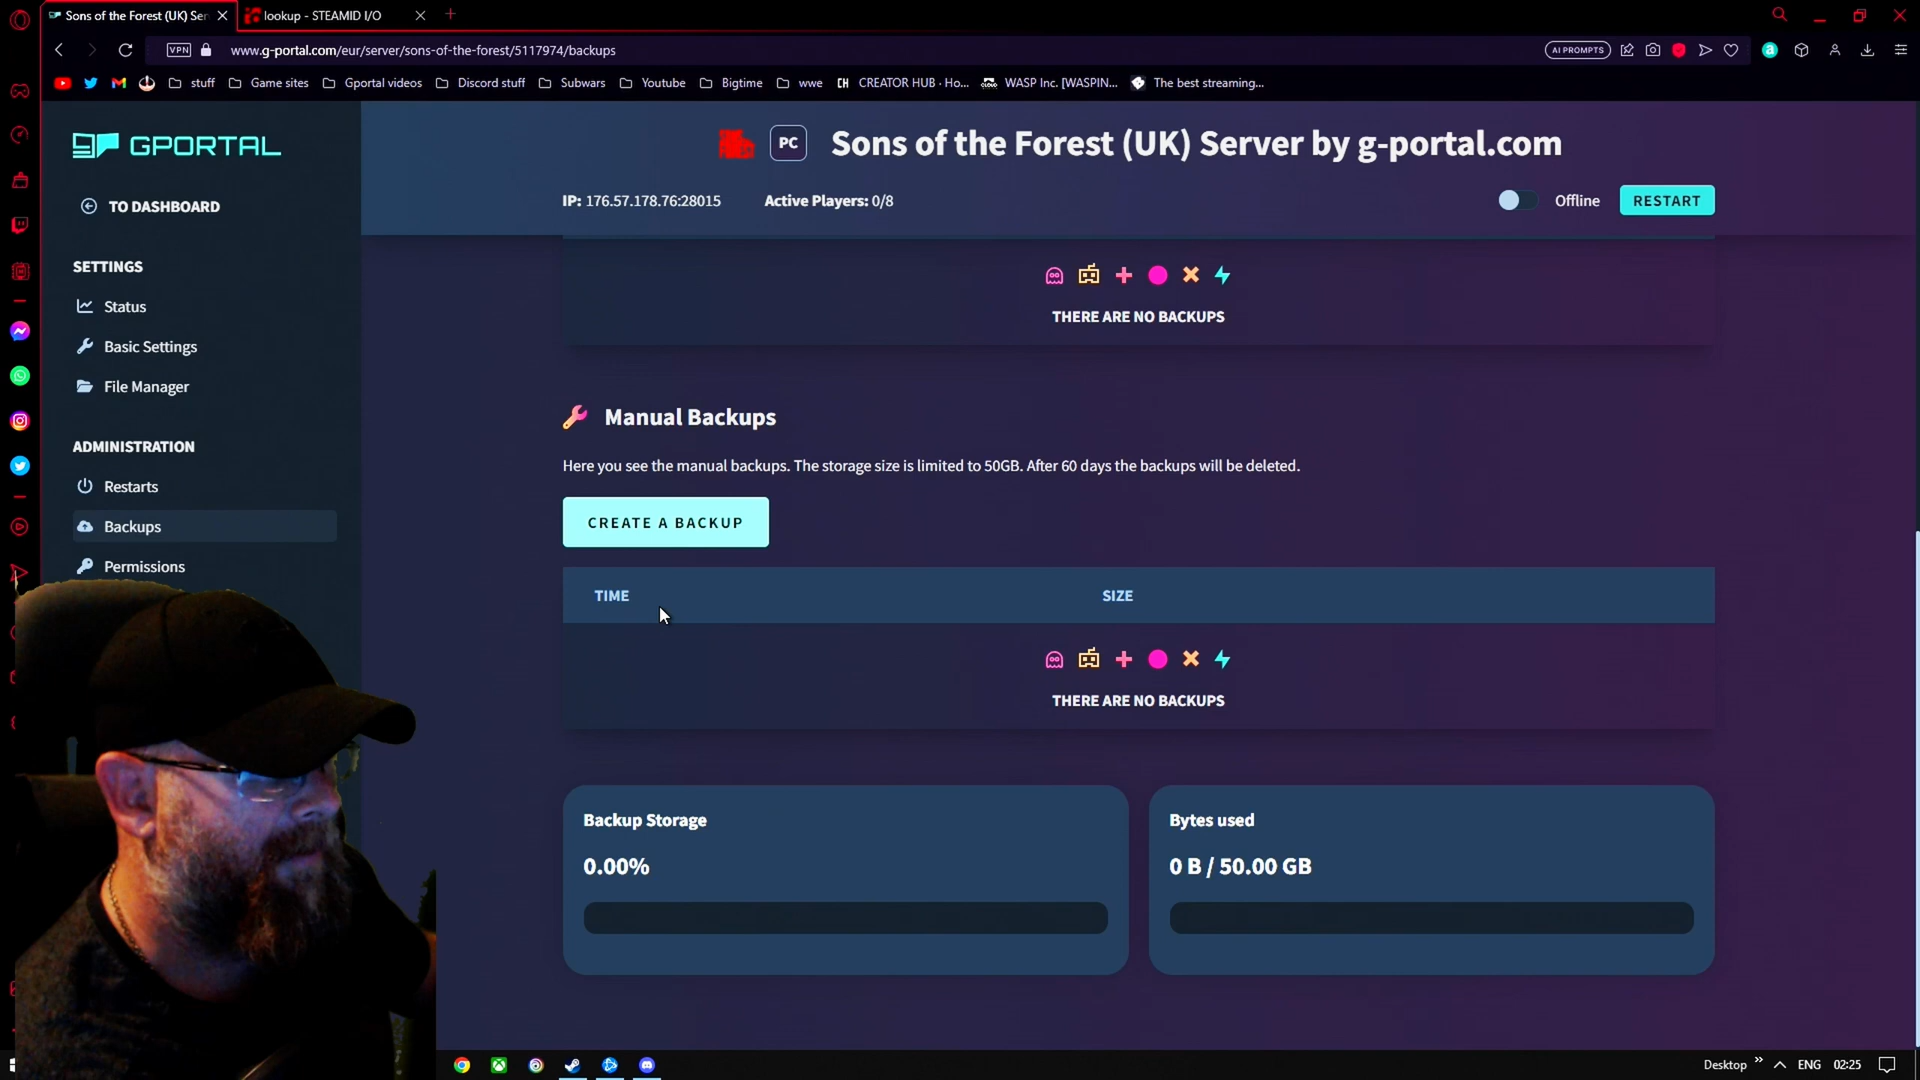 Sons of the Forest (UK) Ser
lookup - STEAMID I/O
VPN
www.g-portal.com/eur/server/sons-of-the-forest/5117974/backups
AI PROMPTS
stuff
Game sites
Gportal videos
Discord stuff
Subwars
Youtube
Bigtime
wwe
CH CREATOR HUB · Ho...
WASP Inc. [WASPIN...
The best streaming...
GPORTAL
PC
Sons of the Forest (UK) Server by g-portal.com
TO DASHBOARD
IP: 176.57.178.76:28015
Active Players: 0/8
Offline
RESTART
SETTINGS
Status
Basic Settings
File Manager
ADMINISTRATION
Restarts
Backups
Permissions
THERE ARE NO BACKUPS
Manual Backups
Here you see the manual backups. The storage size is limited to 50GB. After 60 days the backups will be deleted.
CREATE A BACKUP
TIME
SIZE
THERE ARE NO BACKUPS
Backup Storage
0.00%
Bytes used
0 B / 50.00 GB
Desktop
ENG
02:25